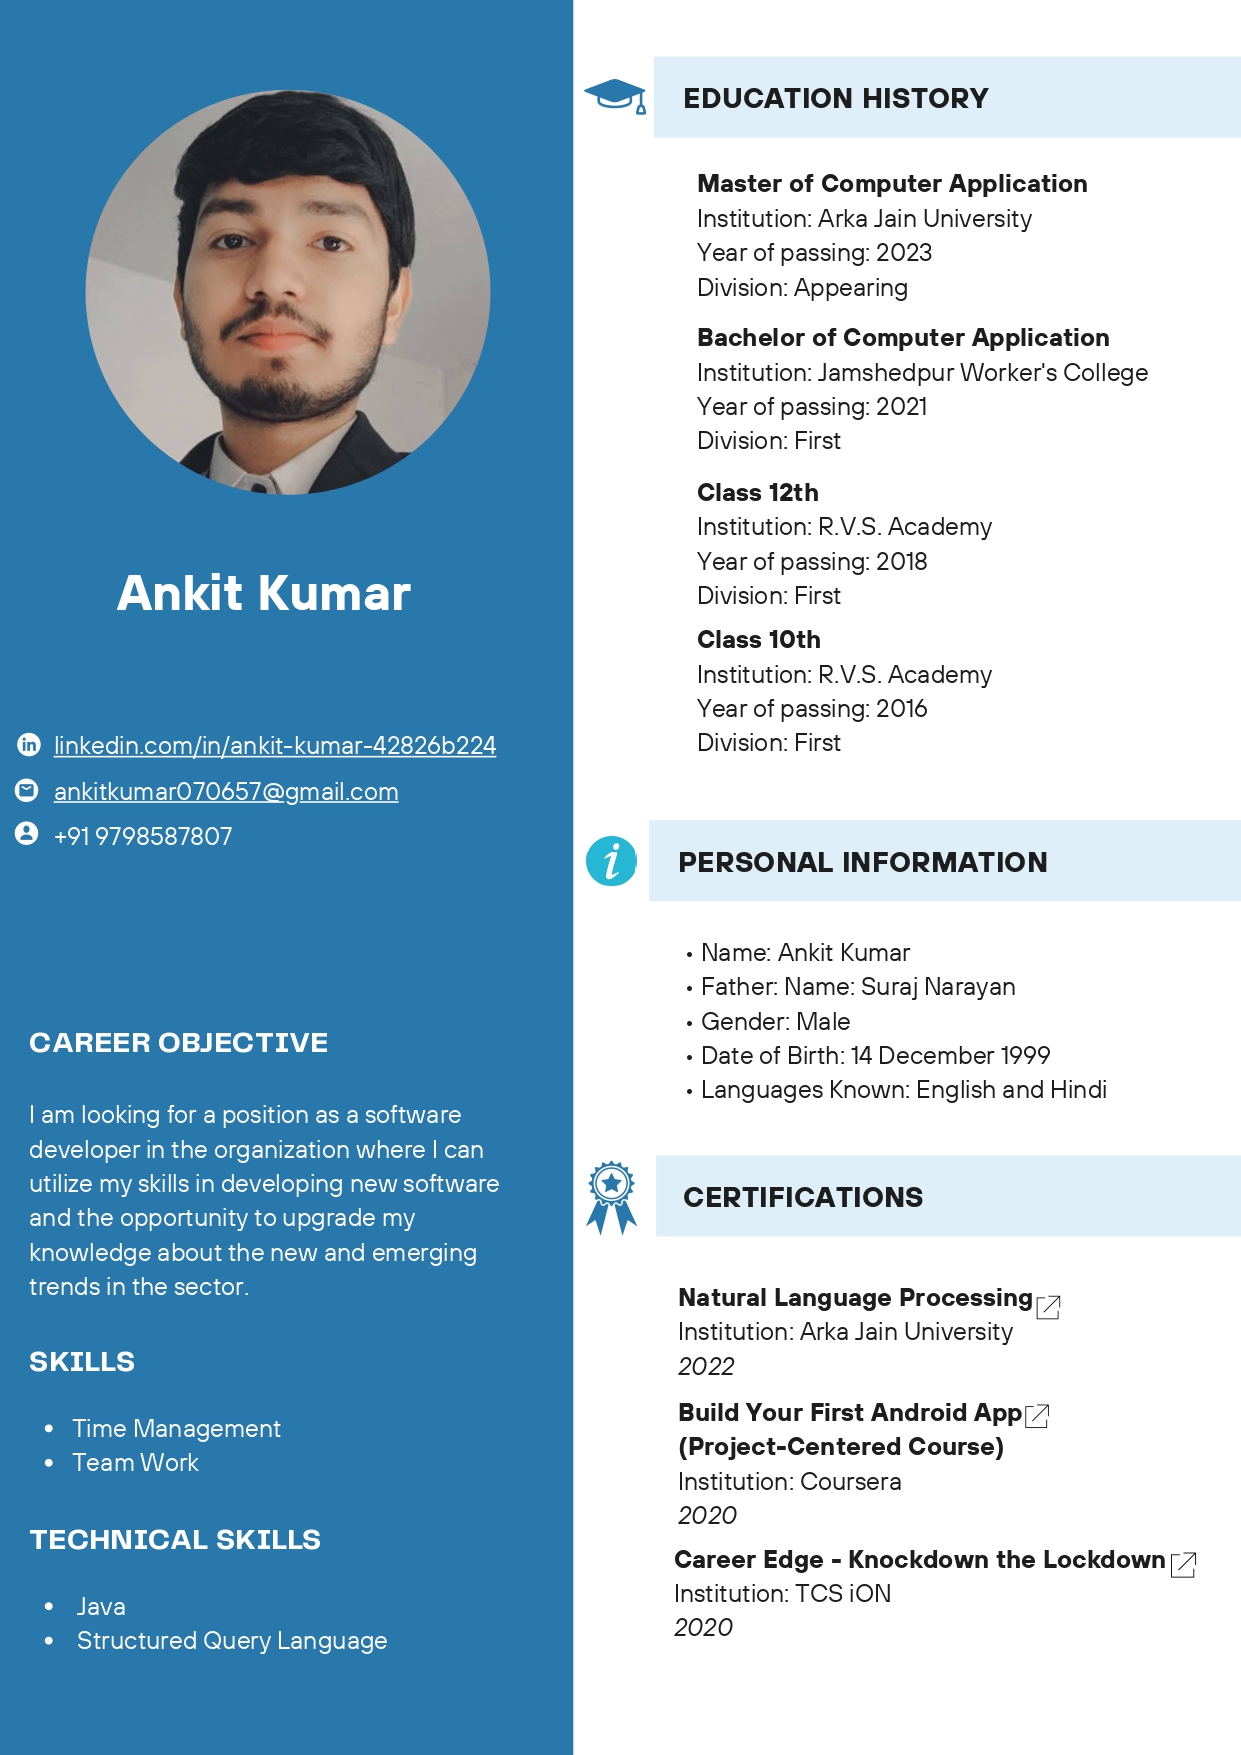 Ankit Kumar
linkedin.com/in/ankit-kumar-42826b224
ankitkumar070657@gmail.com
+91 9798587807
CAREER OBJECTIVE
I am looking for a position as a software
developer in the organization where I can
utilize my skills in developing new software
and the opportunity to upgrade my
knowledge about the new and emerging
trends in the sector.
SKILLS
• Time Management
• Team Work
TECHNICAL SKILLS
• Java
• Structured Query Language
EDUCATION HISTORY
Master of Computer Application
Institution: Arka Jain University
Year of passing: 2023
Division: Appearing
Bachelor of Computer Application
Institution: Jamshedpur Worker's College
Year of passing: 2021
Division: First
Class 12th
Institution: R.V.S. Academy
Year of passing: 2018
Division: First
Class 10th
Institution: R.V.S. Academy
Year of passing: 2016
Division: First
PERSONAL INFORMATION
• Name: Ankit Kumar
• Father: Name: Suraj Narayan
• Gender: Male
• Date of Birth: 14 December 1999
• Languages Known: English and Hindi
CERTIFICATIONS
Natural Language Processing
Institution: Arka Jain University
2022
Build Your First Android App
(Project-Centered Course)
Institution: Coursera
2020
Career Edge - Knockdown the Lockdown
Institution: TCS iON
2020